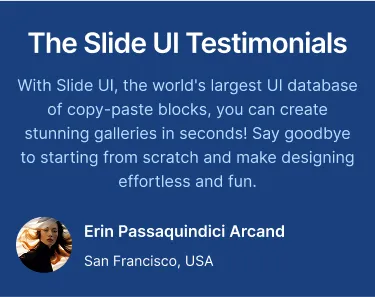 The Slide UI Testimonials
With Slide UI, the world's largest UI database
of copy-paste blocks, you can create
stunning galleries in seconds! Say goodbye
to starting from scratch and make designing
effortless and fun.
Erin Passaquindici Arcand
San Francisco, USA